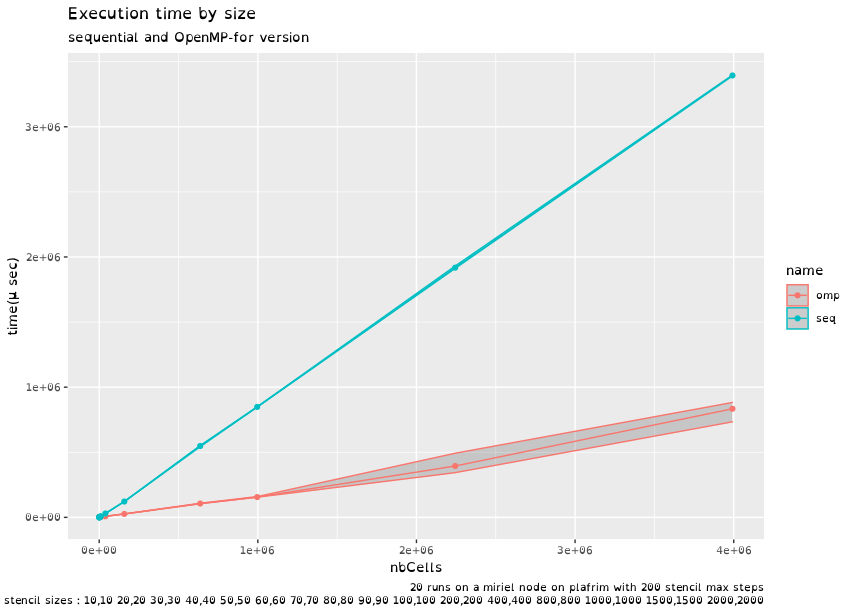 Execution time by size
sequential and OpenMP-for version
time(µ sec)
3e+06
2e+06
1e+06
0e+00
0e+00 1e+06 2e+06 3e+06 4e+06
nbCells
name
omp
seq
20 runs on a miriel node on plafrim with 200 stencil max steps
stencil sizes : 10,10 20,20 30,30 40,40 50,50 60,60 70,70 80,80 90,90 100,100 200,200 400,400 800,800 1000,1000 1500,1500 2000,2000